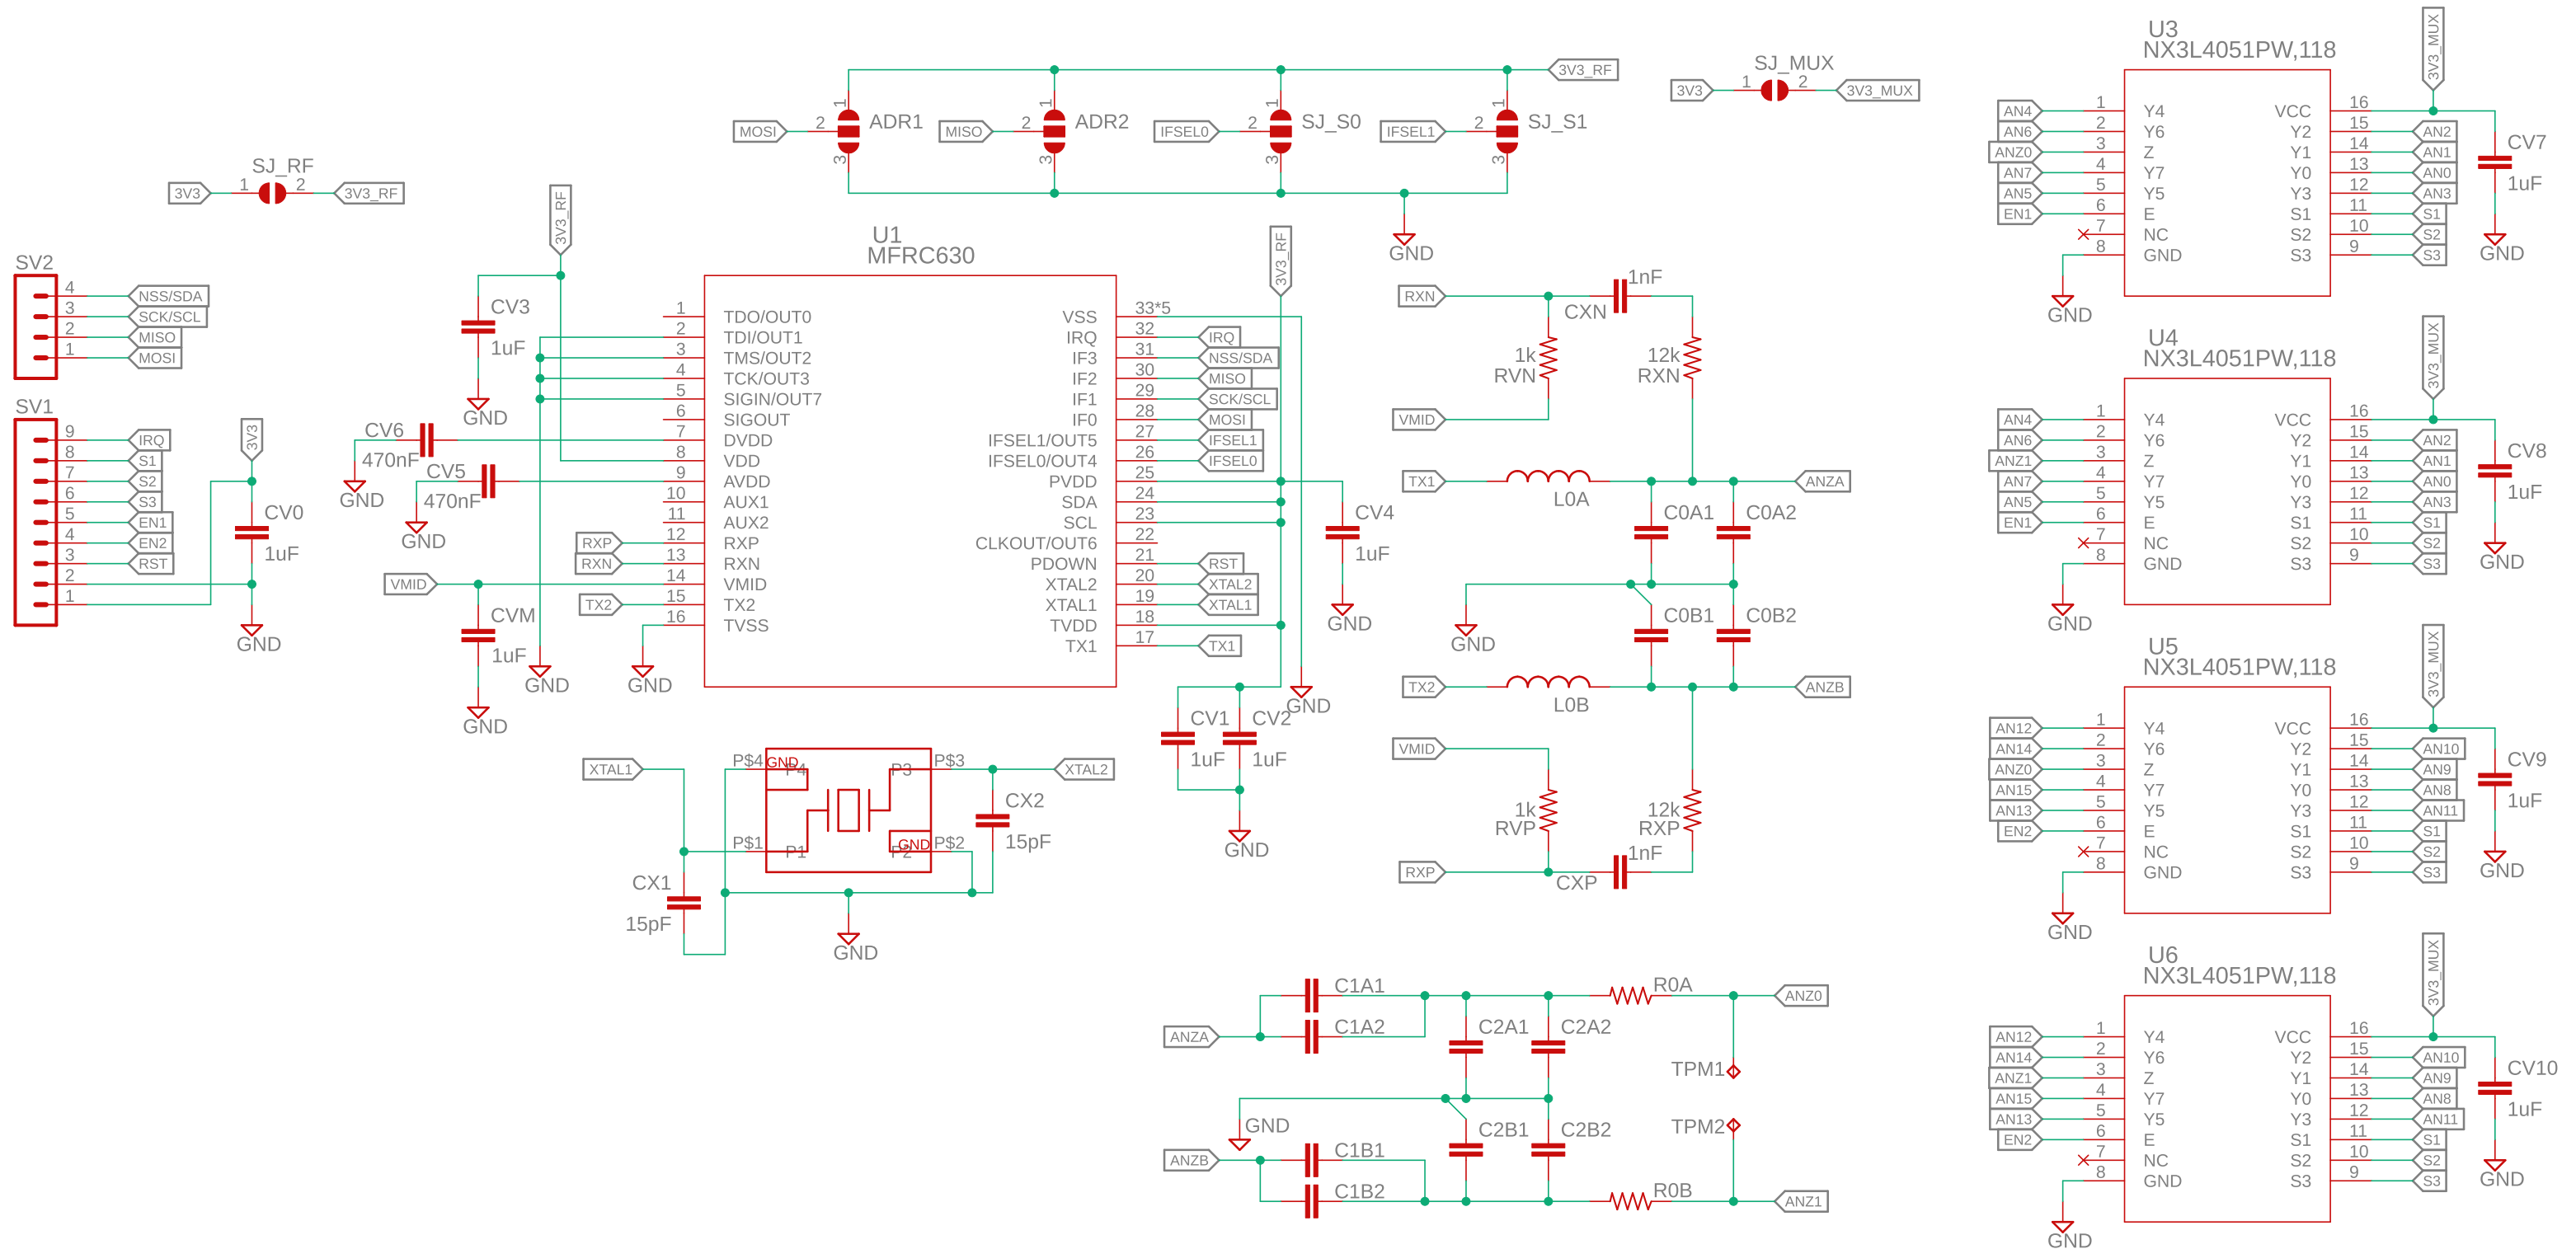 SJ_RF
3V3 1 2 3V3_RF
SV2
4 NSS/SDA
3 SCK/SCL
2 MISO
1 MOSI
SV1
9 IRQ
8 S1
7 S2
6 S3
5 EN1
4 EN2
3 RST
2
1
3V3
CV0
1uF
GND
3V3_RF
CV3
1uF
GND
CV6
470nF
GND
CV5
470nF
GND
RXP
RXN
VMID
TX2
CVM
1uF
GND
GND
GND
MOSI 2 1 3 ADR1
MISO 2 1 3 ADR2
IFSEL0 2 1 3 SJ_S0
IFSEL1 2 1 3 SJ_S1
3V3_RF
GND
SJ_MUX
3V3 1 2 3V3_MUX
U1
MFRC630
1 TDO/OUT0
2 TDI/OUT1
3 TMS/OUT2
4 TCK/OUT3
5 SIGIN/OUT7
6 SIGOUT
7 DVDD
8 VDD
9 AVDD
10 AUX1
11 AUX2
12 RXP
13 RXN
14 VMID
15 TX2
16 TVSS
VSS 33*5
IRQ 32 IRQ
IF3 31 NSS/SDA
IF2 30 MISO
IF1 29 SCK/SCL
IF0 28 MOSI
IFSEL1/OUT5 27 IFSEL1
IFSEL0/OUT4 26 IFSEL0
PVDD 25
SDA 24
SCL 23
CLKOUT/OUT6 22
PDOWN 21 RST
XTAL2 20 XTAL2
XTAL1 19 XTAL1
TVDD 18
TX1 17 TX1
3V3_RF
CV4
1uF
GND
GND
CV1
1uF
CV2
1uF
GND
XTAL1
P$4 GND P4 P3 P$3
XTAL2
P$1 P1 P2 GND P$2
CX2
15pF
CX1
15pF
GND
RXN
1nF
CXN
1k
RVN
12k
RXN
VMID
TX1
L0A
ANZA
C0A1 C0A2
GND
C0B1 C0B2
TX2
L0B
ANZB
VMID
1k
RVP
12k
RXP
RXP
1nF
CXP
ANZA
C1A1
C1A2
C2A1 C2A2
R0A
ANZ0
TPM1
GND
TPM2
ANZB
C1B1
C1B2
C2B1 C2B2
R0B
ANZ1
U3
NX3L4051PW,118
3V3_MUX
AN4 1 Y4 VCC 16
AN6 2 Y6 Y2 15 AN2
ANZ0 3 Z Y1 14 AN1
AN7 4 Y7 Y0 13 AN0
AN5 5 Y5 Y3 12 AN3
EN1 6 E S1 11 S1
7 NC S2 10 S2
8 GND S3 9 S3
GND
CV7
1uF
GND
U4
NX3L4051PW,118
3V3_MUX
AN4 1 Y4 VCC 16
AN6 2 Y6 Y2 15 AN2
ANZ1 3 Z Y1 14 AN1
AN7 4 Y7 Y0 13 AN0
AN5 5 Y5 Y3 12 AN3
EN1 6 E S1 11 S1
7 NC S2 10 S2
8 GND S3 9 S3
GND
CV8
1uF
GND
U5
NX3L4051PW,118
3V3_MUX
AN12 1 Y4 VCC 16
AN14 2 Y6 Y2 15 AN10
ANZ0 3 Z Y1 14 AN9
AN15 4 Y7 Y0 13 AN8
AN13 5 Y5 Y3 12 AN11
EN2 6 E S1 11 S1
7 NC S2 10 S2
8 GND S3 9 S3
GND
CV9
1uF
GND
U6
NX3L4051PW,118
3V3_MUX
AN12 1 Y4 VCC 16
AN14 2 Y6 Y2 15 AN10
ANZ1 3 Z Y1 14 AN9
AN15 4 Y7 Y0 13 AN8
AN13 5 Y5 Y3 12 AN11
EN2 6 E S1 11 S1
7 NC S2 10 S2
8 GND S3 9 S3
GND
CV10
1uF
GND